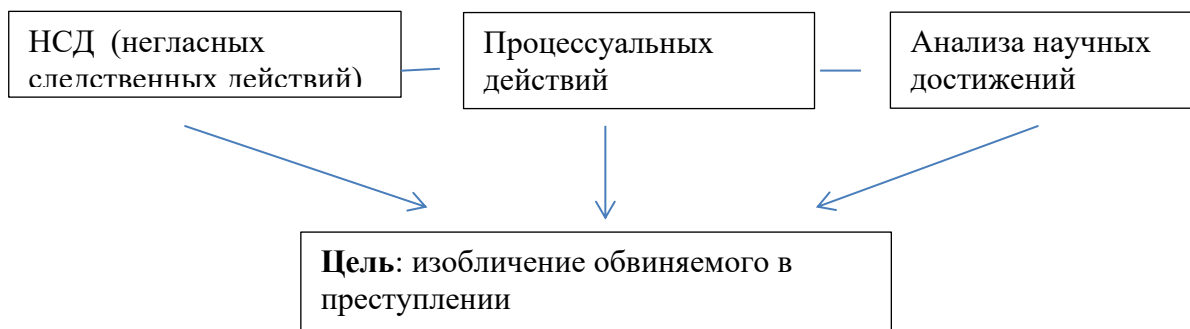 НСД (негласных
следственных действий)
Процессуальных
действий
Анализа научных
достижений
Цель: изобличение обвиняемого в
преступлении